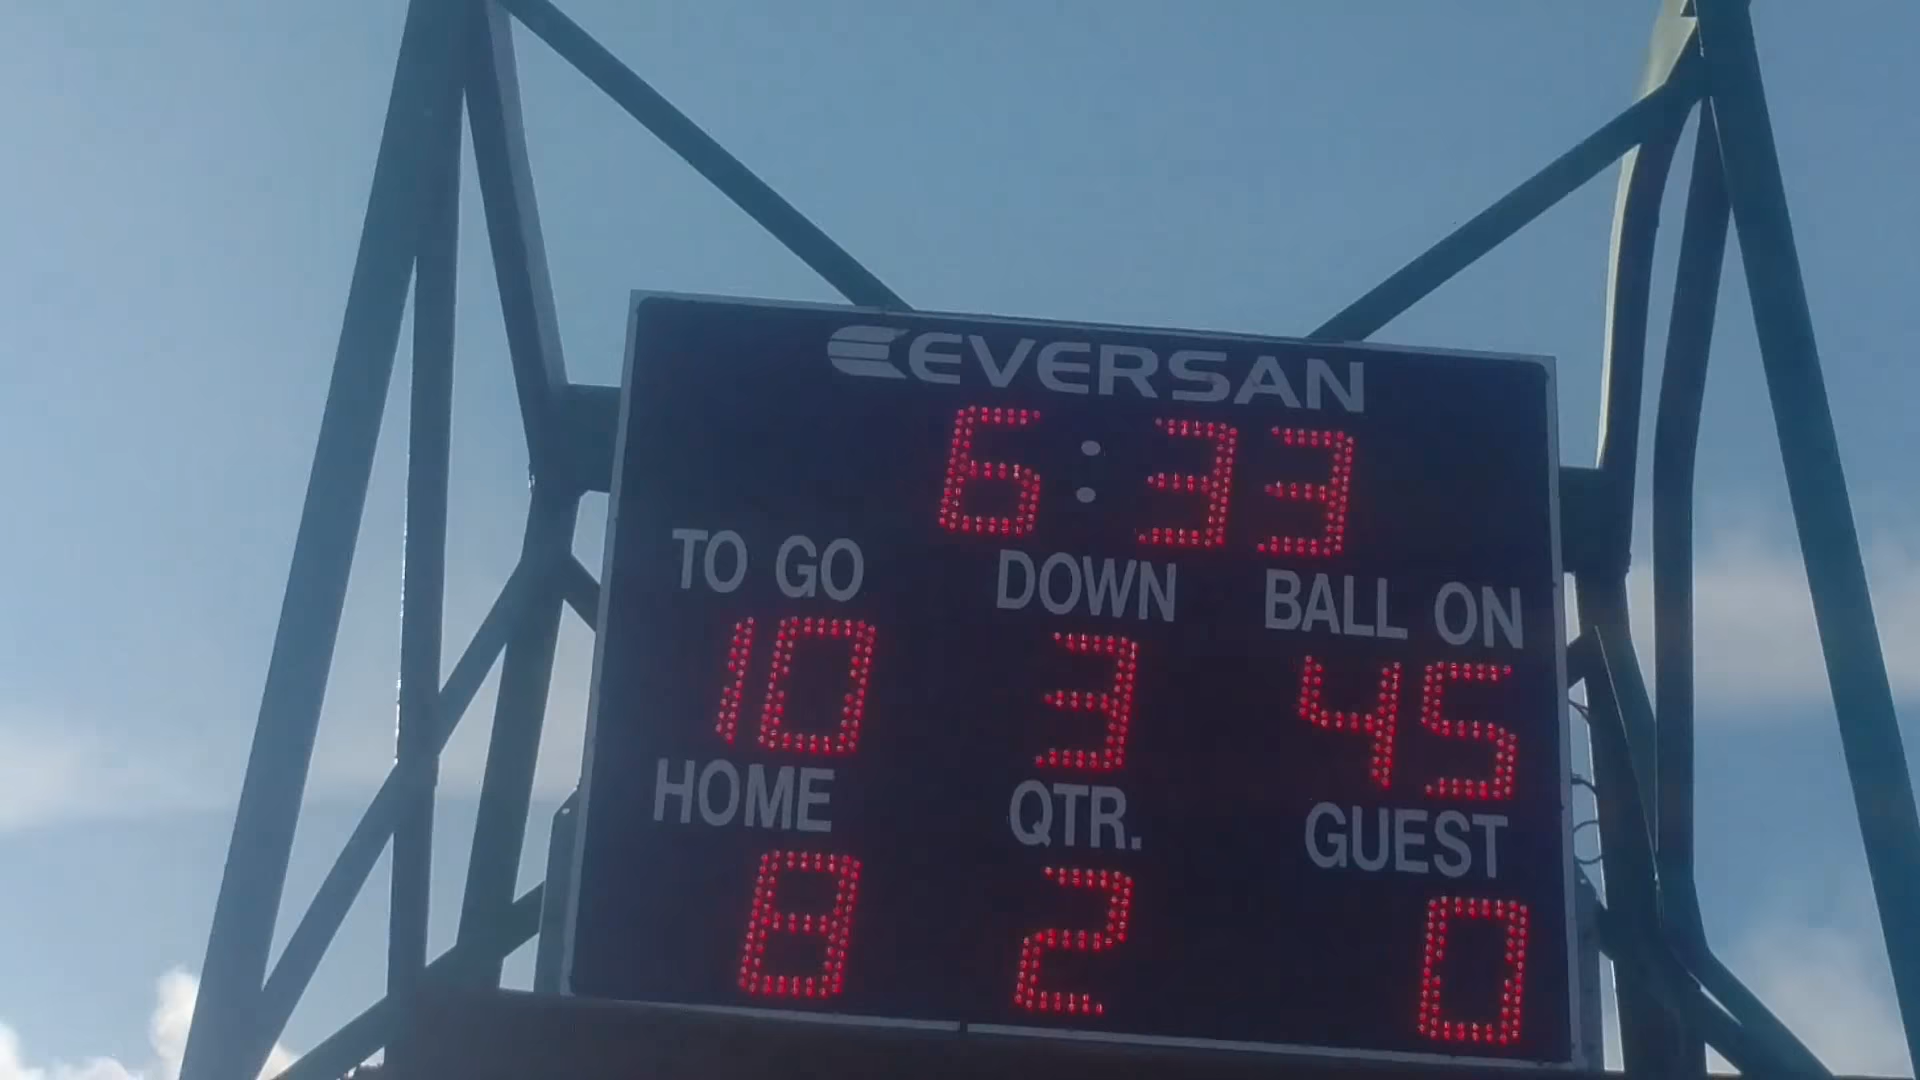 EVERSAN
6:33
TO GO DOWN BALL ON
10 3 45
HOME QTR. GUEST
8 2 0